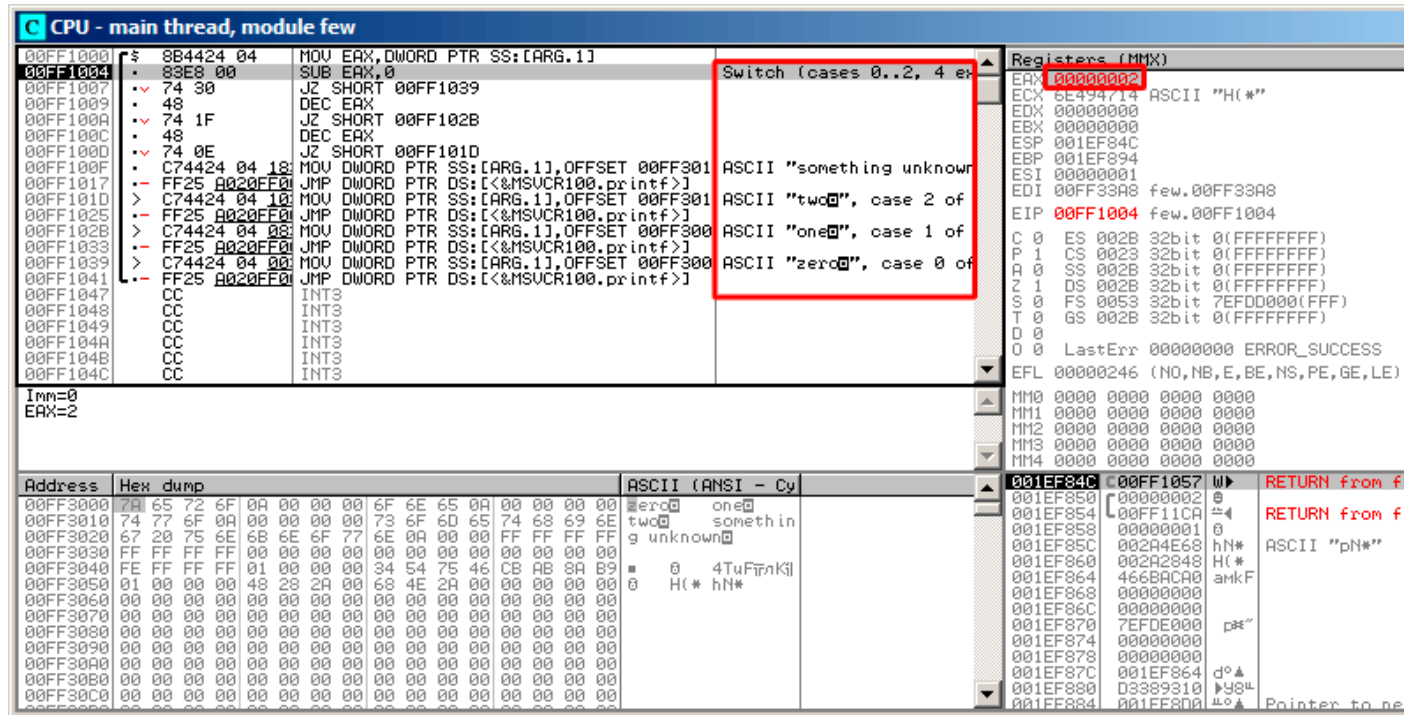 C CPU - main thread, module few
00FF1000 $ 8B4424 04 MOV EAX,DWORD PTR SS:[ARG.1]
00FF1004 · 83E8 00 SUB EAX,0 Switch (cases 0..2, 4 ex
00FF1007 · 74 30 JZ SHORT 00FF1039
00FF1009 · 48 DEC EAX
00FF100A · 74 1F JZ SHORT 00FF102B
00FF100C · 48 DEC EAX
00FF100D · 74 0E JZ SHORT 00FF101D
00FF100F · C74424 04 18 MOV DWORD PTR SS:[ARG.1],OFFSET 00FF301 ASCII "something unknown
00FF1017 ·- FF25 A020FF0 JMP DWORD PTR DS:[<&MSVCR100.printf>]
00FF101D > C74424 04 10 MOV DWORD PTR SS:[ARG.1],OFFSET 00FF301 ASCII "two◙", case 2 of
00FF1025 ·- FF25 A020FF0 JMP DWORD PTR DS:[<&MSVCR100.printf>]
00FF102B > C74424 04 08 MOV DWORD PTR SS:[ARG.1],OFFSET 00FF300 ASCII "one◙", case 1 of
00FF1033 ·- FF25 A020FF0 JMP DWORD PTR DS:[<&MSVCR100.printf>]
00FF1039 > C74424 04 00 MOV DWORD PTR SS:[ARG.1],OFFSET 00FF300 ASCII "zero◙", case 0 of
00FF1041 ·- FF25 A020FF0 JMP DWORD PTR DS:[<&MSVCR100.printf>]
00FF1047 CC INT3
00FF1048 CC INT3
00FF1049 CC INT3
00FF104A CC INT3
00FF104B CC INT3
00FF104C CC INT3
Registers (MMX)
EAX 00000002
ECX 6E494714 ASCII "H(*"
EDX 00000000
EBX 00000000
ESP 001EF84C
EBP 001EF894
ESI 00000001
EDI 00FF33A8 few.00FF33A8
EIP 00FF1004 few.00FF1004
C 0 ES 002B 32bit 0(FFFFFFFF)
P 1 CS 0023 32bit 0(FFFFFFFF)
A 0 SS 002B 32bit 0(FFFFFFFF)
Z 1 DS 002B 32bit 0(FFFFFFFF)
S 0 FS 0053 32bit 7EFDD000(FFF)
T 0 GS 002B 32bit 0(FFFFFFFF)
D 0
O 0 LastErr 00000000 ERROR_SUCCESS
EFL 00000246 (NO,NB,E,BE,NS,PE,GE,LE)
MM0 0000 0000 0000 0000
MM1 0000 0000 0000 0000
MM2 0000 0000 0000 0000
MM3 0000 0000 0000 0000
MM4 0000 0000 0000 0000
Imm=0
EAX=2
Address Hex dump ASCII (ANSI - Cy
00FF3000 7A 65 72 6F 0A 00 00 00 6F 6E 65 0A 00 00 00 00 zero◙ one◙
00FF3010 74 77 6F 0A 00 00 00 00 73 6F 6D 65 74 68 69 6E two◙ somethin
00FF3020 67 20 75 6E 6B 6E 6F 77 6E 0A 00 00 FF FF FF FF g unknown◙
00FF3030 FF FF FF FF 00 00 00 00 00 00 00 00 00 00 00 00
00FF3040 FE FF FF FF 01 00 00 00 34 54 75 46 CB AB 8A B9
00FF3050 01 00 00 00 48 28 2A 00 68 4E 2A 00 00 00 00 00 H(* hN*
00FF3060 00 00 00 00 00 00 00 00 00 00 00 00 00 00 00 00
00FF3070 00 00 00 00 00 00 00 00 00 00 00 00 00 00 00 00
00FF3080 00 00 00 00 00 00 00 00 00 00 00 00 00 00 00 00
00FF3090 00 00 00 00 00 00 00 00 00 00 00 00 00 00 00 00
00FF30A0 00 00 00 00 00 00 00 00 00 00 00 00 00 00 00 00
00FF30B0 00 00 00 00 00 00 00 00 00 00 00 00 00 00 00 00
00FF30C0 00 00 00 00 00 00 00 00 00 00 00 00 00 00 00 00
001EF84C 00FF1057 W► RETURN from f
001EF850 00000002
001EF854 00FF11CA RETURN from f
001EF858 00000001
001EF85C 002A4E68 hN* ASCII "pN*"
001EF860 002A2848 H(*
001EF864 466BACA0 амkF
001EF868 00000000
001EF86C 00000000
001EF870 7EFDE000
001EF874 00000000
001EF878 00000000
001EF87C 001EF864
001EF880 D3389310
001EF884 001EF8D0 Pointer to ne